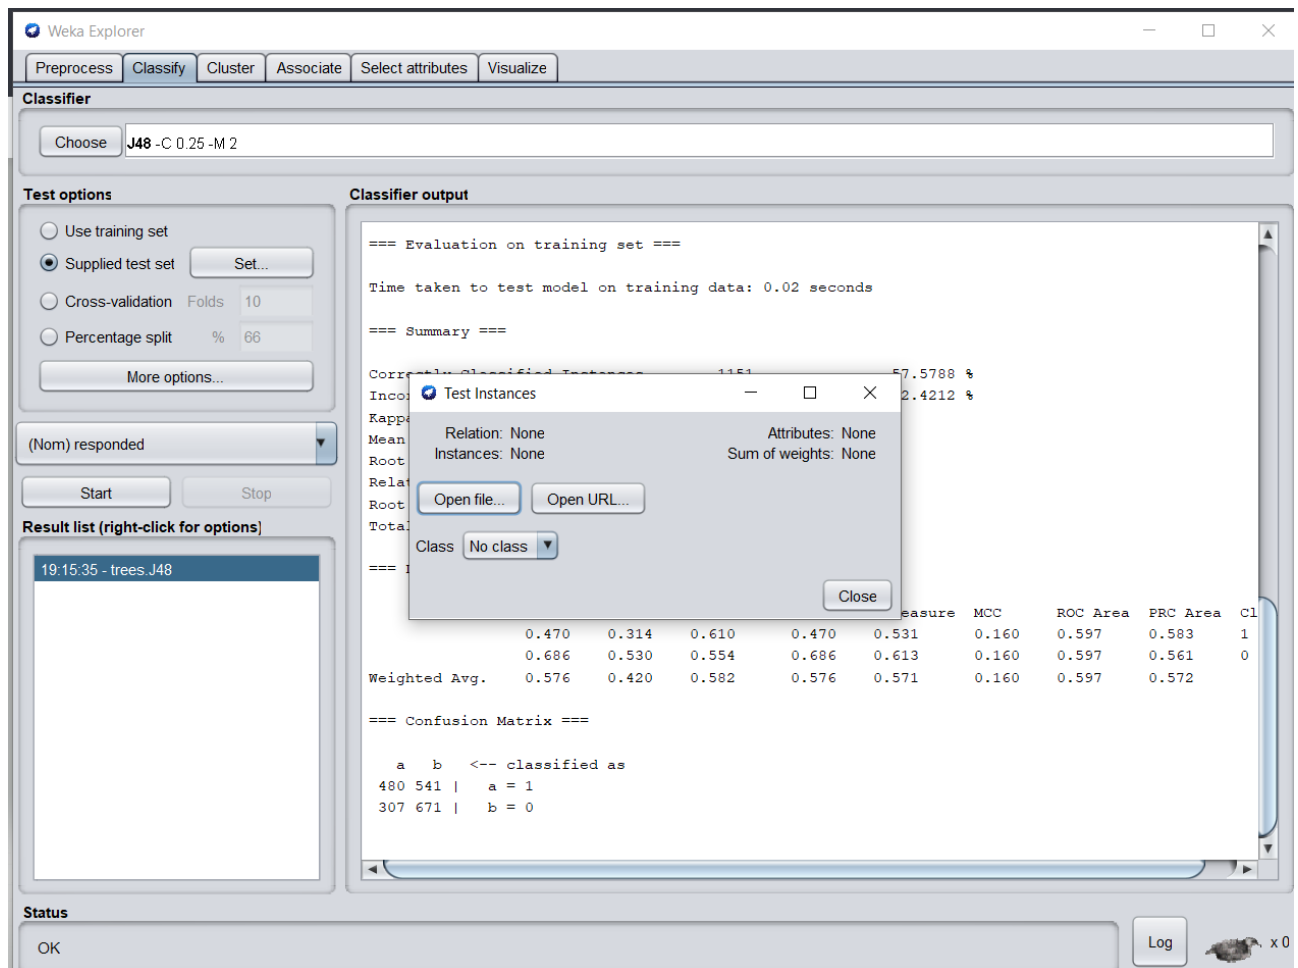 Weka Explorer
Preprocess Classify Cluster Associate Select attributes Visualize
Classifier
Choose J48 -C 0.25 -M 2
Test options
Use training set
Supplied test set Set...
Cross-validation Folds 10
Percentage split % 66
More options...
(Nom) responded
Start Stop
Result list (right-click for options)
19:15:35 - trees.J48
Classifier output
=== Evaluation on training set ===
Time taken to test model on training data: 0.02 seconds
=== Summary ===
Correctly Classified Instances 1151 57.5788 %
2.4212 %
Mean
Root
Root
Test Instances
Relation: None Attributes: None
Instances: None Sum of weights: None
Open file... Open URL...
Class No class
Close
MCC ROC Area PRC Area Cl
0.470 0.314 0.610 0.470 0.531 0.160 0.597 0.583 1
0.686 0.530 0.554 0.686 0.613 0.160 0.597 0.561 0
Weighted Avg. 0.576 0.420 0.582 0.576 0.571 0.160 0.597 0.572
=== Confusion Matrix ===
a b <-- classified as
480 541 | a = 1
307 671 | b = 0
Status
OK
Log x 0